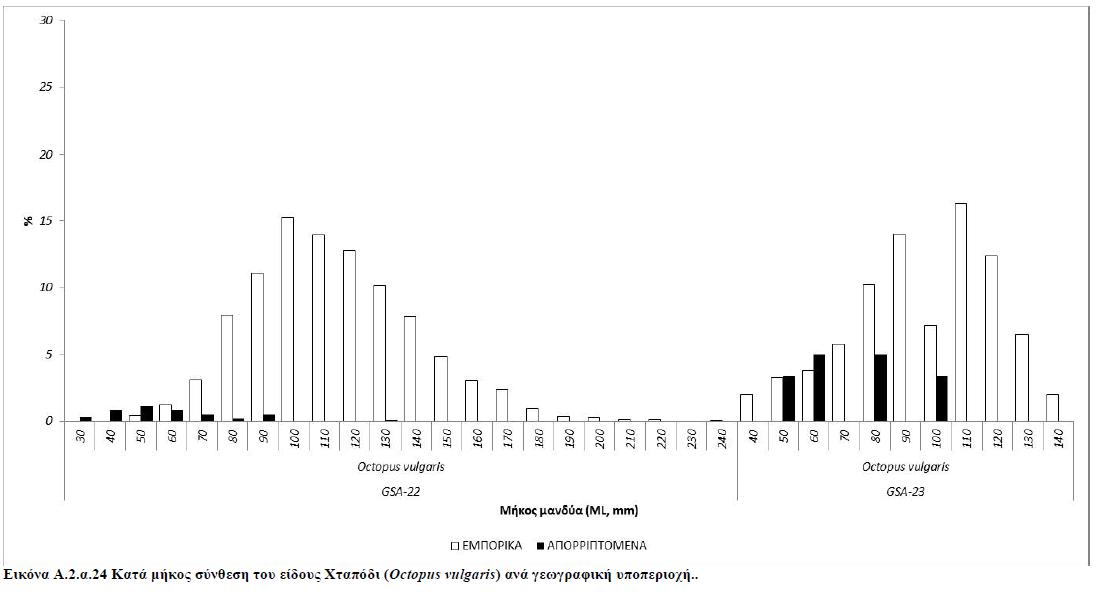 30
25
20
15
10
5
0
%
30 40 50 60 70 80 90 100 110 120 130 140 150 160 170 180 190 200 210 220 230 240 40 50 60 70 80 90 100 110 120 130 140
Octopus vulgaris Octopus vulgaris
GSA-22 GSA-23
Μήκος μανδύα (ML, mm)
ΕΜΠΟΡΙΚΑ ΑΠΟΡΡΙΠΤΟΜΕΝΑ
Εικόνα Α.2.α.24 Κατά μήκος σύνθεση του είδους Χταπόδι (Octopus vulgaris) ανά γεωγραφική υποπεριοχή..